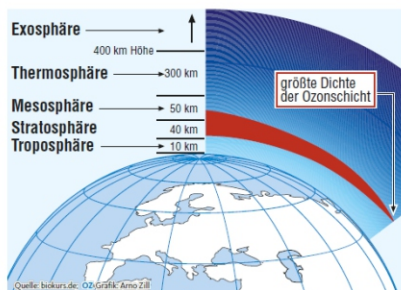 Exosphäre
400 km Höhe
Thermosphäre
300 km
Mesosphäre
50 km
Stratosphäre
40 km
Troposphäre
10 km
größte Dichte
der Ozonschicht
Quelle: biokurs.de; OZ-Grafik: Arno Zill